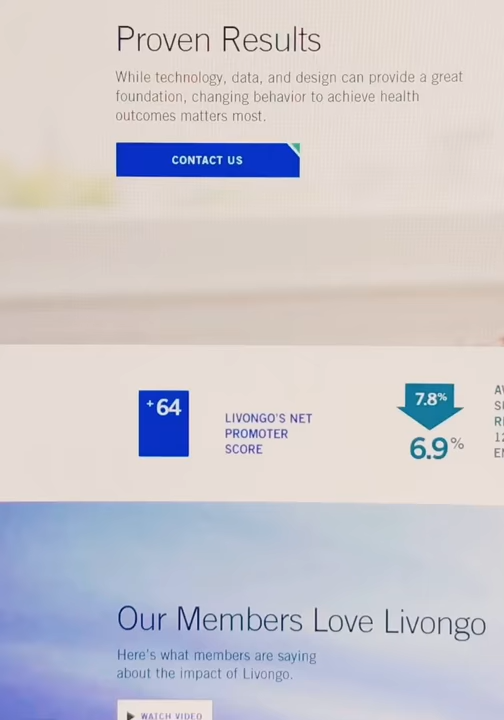 Proven Results
While technology, data, and design can provide a great
foundation, changing behavior to achieve health
outcomes matters most.
CONTACT US
+64
LIVONGO'S NET
PROMOTER
SCORE
7.8%
6.9%
Our Members Love Livongo
Here's what members are saying
about the impact of Livongo.
WATCH VIDEO